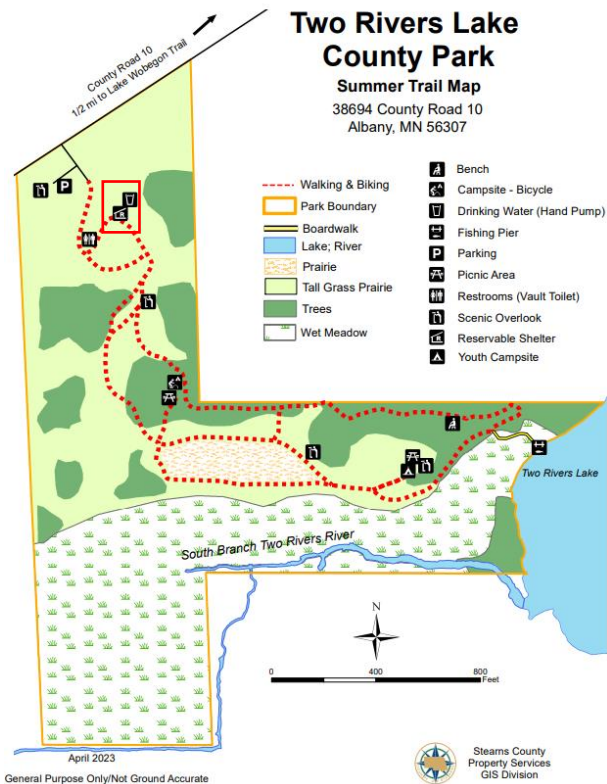 Two Rivers Lake
County Park
Summer Trail Map
38694 County Road 10
Albany, MN 56307
County Road 10
1/2 mi to Lake Wobegon Trail
P
Walking & Biking
Park Boundary
Boardwalk
Lake; River
Prairie
Tall Grass Prairie
Trees
Wet Meadow
Bench
Campsite - Bicycle
Drinking Water (Hand Pump)
Fishing Pier
P Parking
Picnic Area
Restrooms (Vault Toilet)
Scenic Overlook
Reservable Shelter
Youth Campsite
Two Rivers Lake
South Branch Two Rivers River
N
0 400 800
Feet
April 2023
General Purpose Only/Not Ground Accurate
Stearns County
Property Services
GIS Division